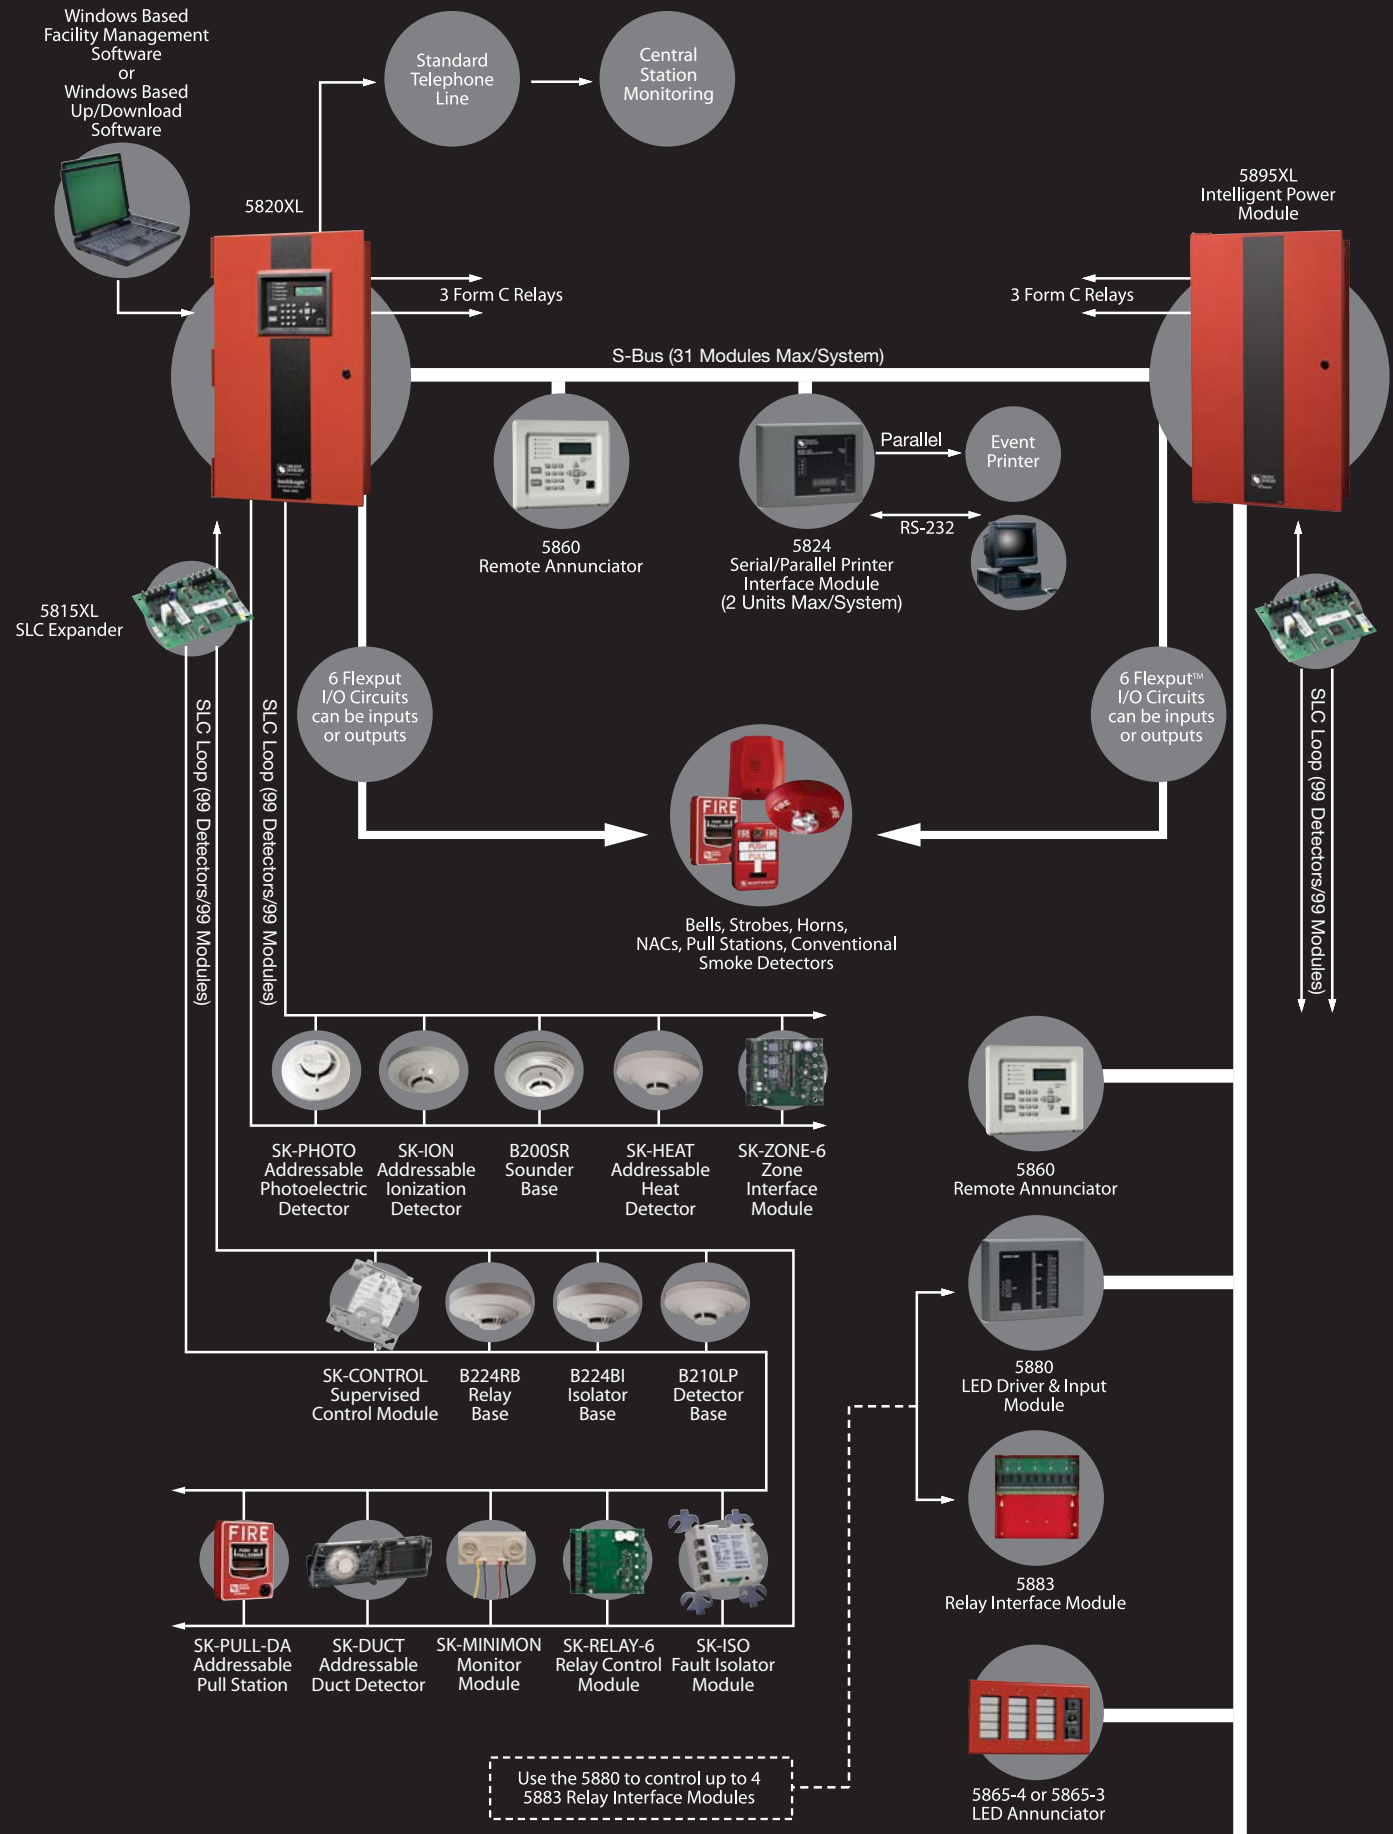 Windows Based
Facility Management
Software
or
Windows Based
Up/Download
Software
Standard
Telephone
Line
Central
Station
Monitoring
5820XL
5895XL
Intelligent Power
Module
3 Form C Relays
3 Form C Relays
S-Bus (31 Modules Max/System)
5860
Remote Annunciator
Parallel
Event
Printer
RS-232
5824
Serial/Parallel Printer
Interface Module
(2 Units Max/System)
5815XL
SLC Expander
6 Flexput
I/O Circuits
can be inputs
or outputs
6 Flexput™
I/O Circuits
can be inputs
or outputs
SLC Loop (99 Detectors/99 Modules)
SLC Loop (99 Detectors/99 Modules)
SLC Loop (99 Detectors/99 Modules)
FIRE
FIRE
FIRE FIRE
PUSH
PULL
Bells, Strobes, Horns,
NACs, Pull Stations, Conventional
Smoke Detectors
SK-PHOTO
Addressable
Photoelectric
Detector
SK-ION
Addressable
Ionization
Detector
B200SR
Sounder
Base
SK-HEAT
Addressable
Heat
Detector
SK-ZONE-6
Zone
Interface
Module
5860
Remote Annunciator
SK-CONTROL
Supervised
Control Module
B224RB
Relay
Base
B224BI
Isolator
Base
B210LP
Detector
Base
5880
LED Driver & Input
Module
5883
Relay Interface Module
FIRE
SK-PULL-DA
Addressable
Pull Station
SK-DUCT
Addressable
Duct Detector
SK-MINIMON
Monitor
Module
SK-RELAY-6
Relay Control
Module
SK-ISO
Fault Isolator
Module
Use the 5880 to control up to 4
5883 Relay Interface Modules
5865-4 or 5865-3
LED Annunciator